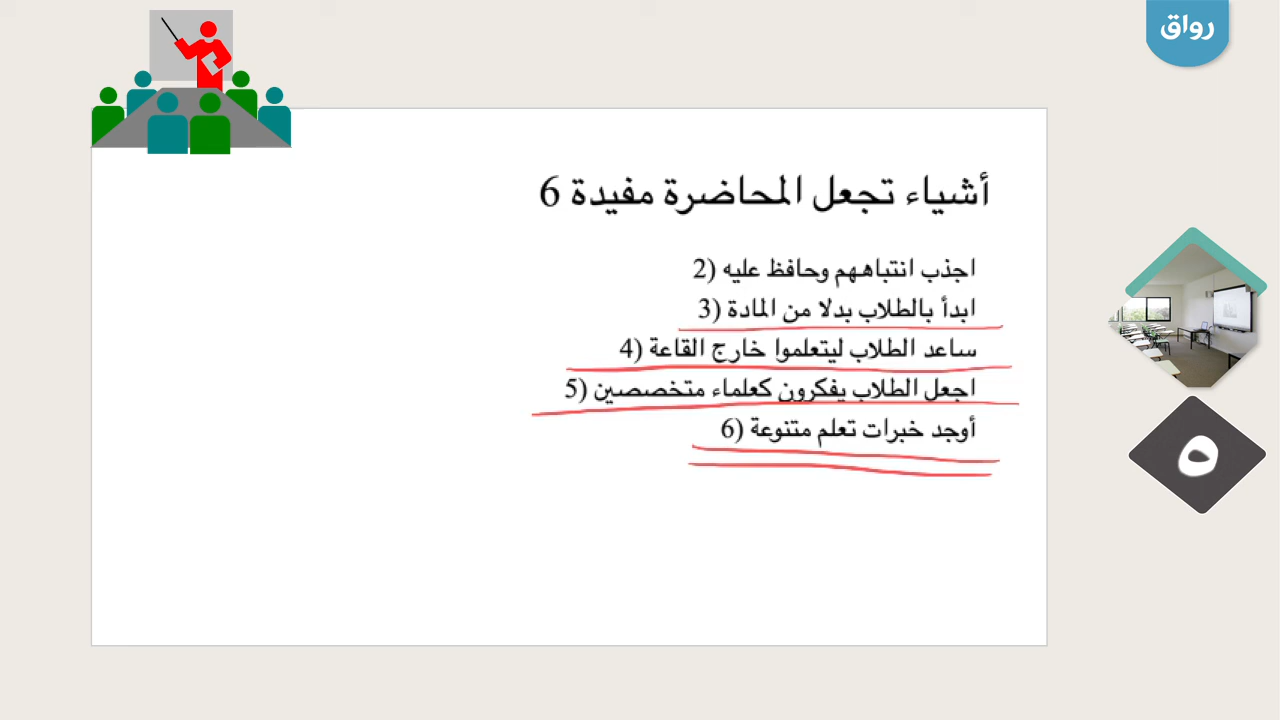 رواق
أشياء تجعل المحاضرة مفيدة 6
اجذب انتباههم وحافظ عليه (2
ابدأ بالطلاب بدلا من المادة (3
ساعد الطلاب ليتعلموا خارج القاعة (4
اجعل الطلاب يفكرون كعلماء متخصصين (5
أوجد خبرات تعلم متنوعة (6
٥